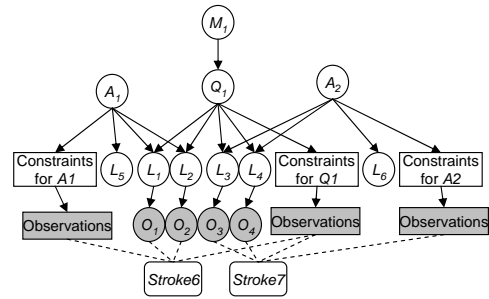 M1
A1
Q1
A2
Constraints
for A1
L5
L1
L2
L3
L4
Constraints
for Q1
L6
Constraints
for A2
Observations
O1
O2
O3
O4
Observations
Observations
Stroke6
Stroke7